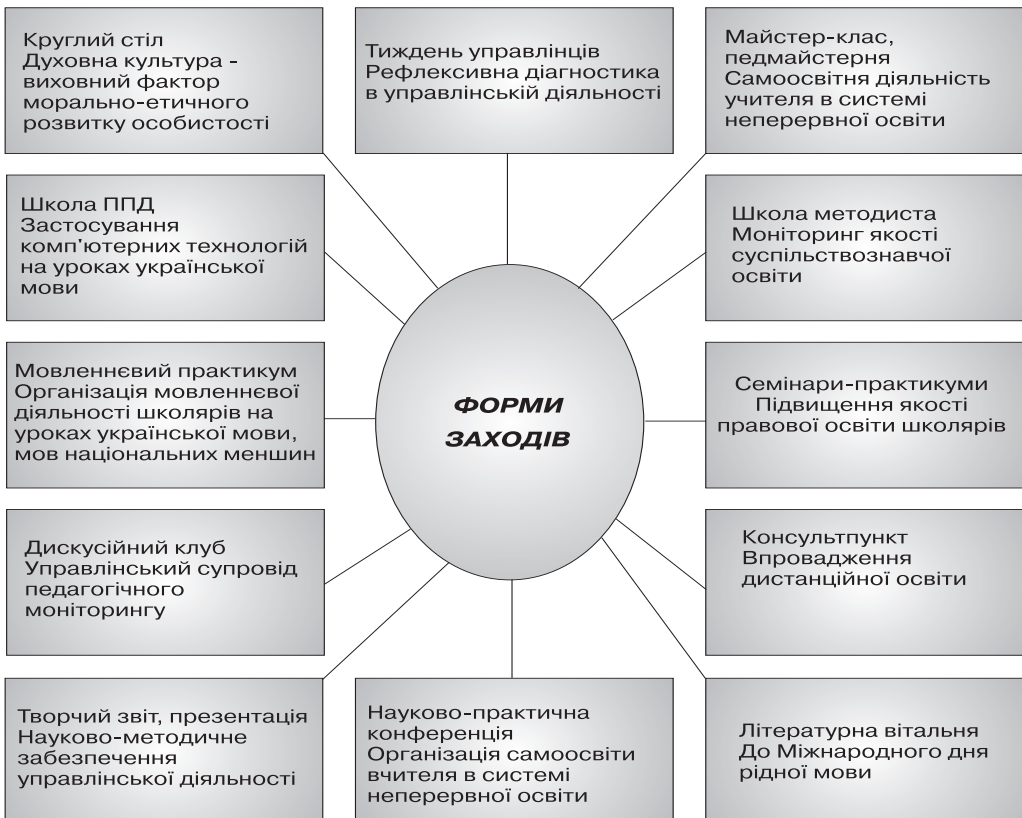 Круглий стіл
Духовна культура -
виховний фактор
морально-етичного
розвитку особистості
Тиждень управлінців
Рефлексивна діагностика
в управлінській діяльності
Майстер-клас,
педмайстерня
Самоосвітня діяльність
учителя в системі
неперервної освіти
Школа ППД
Застосування
комп'ютерних технологій
на уроках української
мови
Школа методиста
Моніторинг якості
суспільствознавчої
освіти
Мовленнєвий практикум
Організація мовленнєвої
діяльності школярів на
уроках української мови,
мов національних меншин
ФОРМИ
ЗАХОДІВ
Семінари-практикуми
Підвищення якості
правової освіти школярів
Дискусійний клуб
Управлінський супровід
педагогічного
моніторингу
Консультпункт
Впровадження
дистанційної освіти
Творчий звіт, презентація
Науково-методичне
забезпечення
управлінської діяльності
Науково-практична
конференція
Організація самоосвіти
вчителя в системі
неперервної освіти
Літературна вітальня
До Міжнародного дня
рідної мови